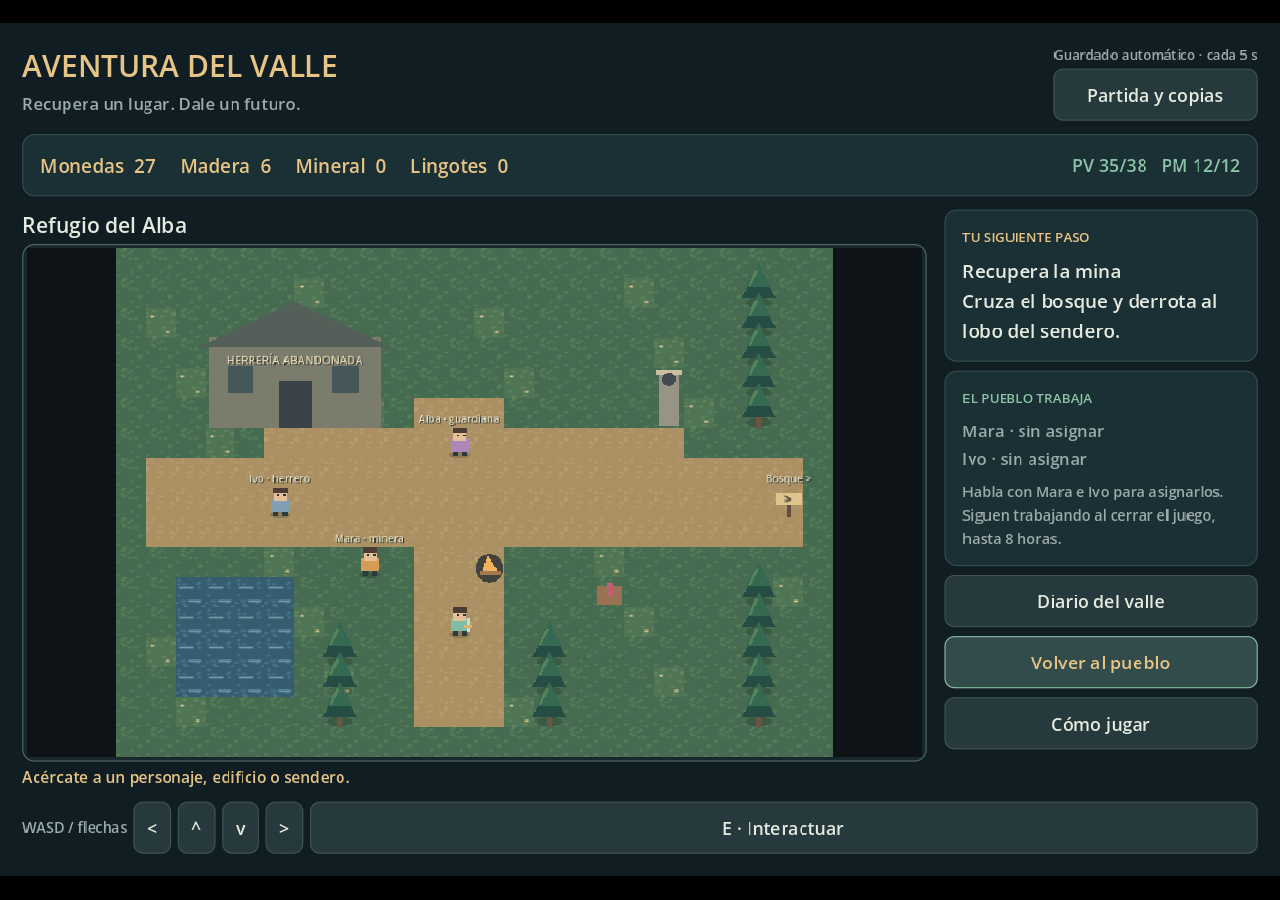 AVENTURA DEL VALLE
Recupera un lugar. Dale un futuro.
Guardado automático · cada 5 s
Partida y copias
Monedas 27 Madera 6 Mineral 0 Lingotes 0
PV 35/38 PM 12/12
Refugio del Alba
HERRERÍA ABANDONADA
Alba · guardiana
Ivo · herrero
Bosque >
>
Mara · minera
TU SIGUIENTE PASO
Recupera la mina
Cruza el bosque y derrota al
lobo del sendero.
EL PUEBLO TRABAJA
Mara · sin asignar
Ivo · sin asignar
Habla con Mara e Ivo para asignarlos.
Siguen trabajando al cerrar el juego,
hasta 8 horas.
Diario del valle
Volver al pueblo
Cómo jugar
Acércate a un personaje, edificio o sendero.
WASD / flechas < ^ v > E · Interactuar